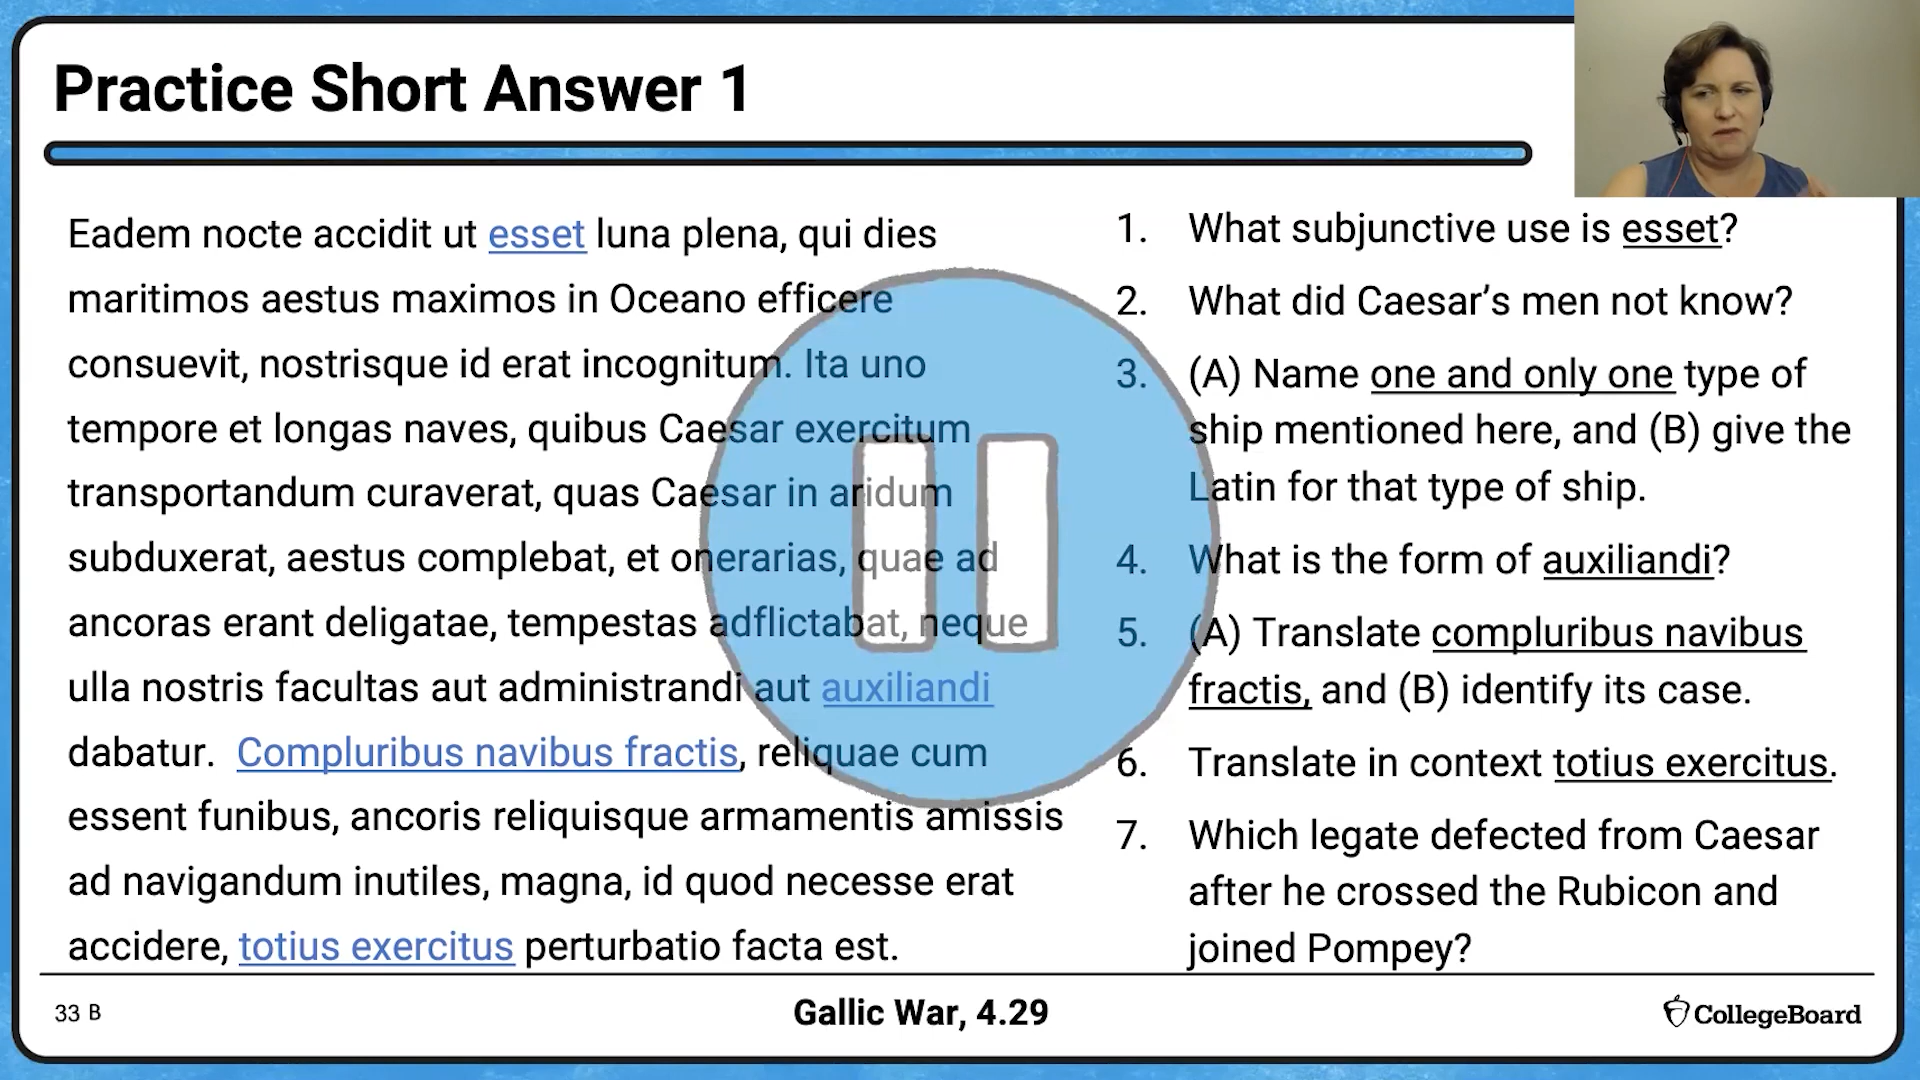 Practice Short Answer 1
Eadem nocte accidit ut esset luna plena, qui dies
maritimos aestus maximos in Oceano efficere
consuevit, nostrisque id erat incognitum. Ita uno
tempore et longas naves, quibus Caesar exercitum
transportandum curaverat, quas Caesar in aridum
subduxerat, aestus complebat, et onerarias, quae ad
ancoras erant deligatae, tempestas adflictabat, neque
ulla nostris facultas aut administrandi aut auxiliandi
dabatur. Compluribus navibus fractis, reliquae cum
essent funibus, ancoris reliquisque armamentis amissis
ad navigandum inutiles, magna, id quod necesse erat
accidere, totius exercitus perturbatio facta est.
1. What subjunctive use is esset?
2. What did Caesar’s men not know?
3. (A) Name one and only one type of
ship mentioned here, and (B) give the
Latin for that type of ship.
4. What is the form of auxiliandi?
5. (A) Translate compluribus navibus
fractis, and (B) identify its case.
6. Translate in context totius exercitus.
7. Which legate defected from Caesar
after he crossed the Rubicon and
joined Pompey?
33 B
Gallic War, 4.29
CollegeBoard